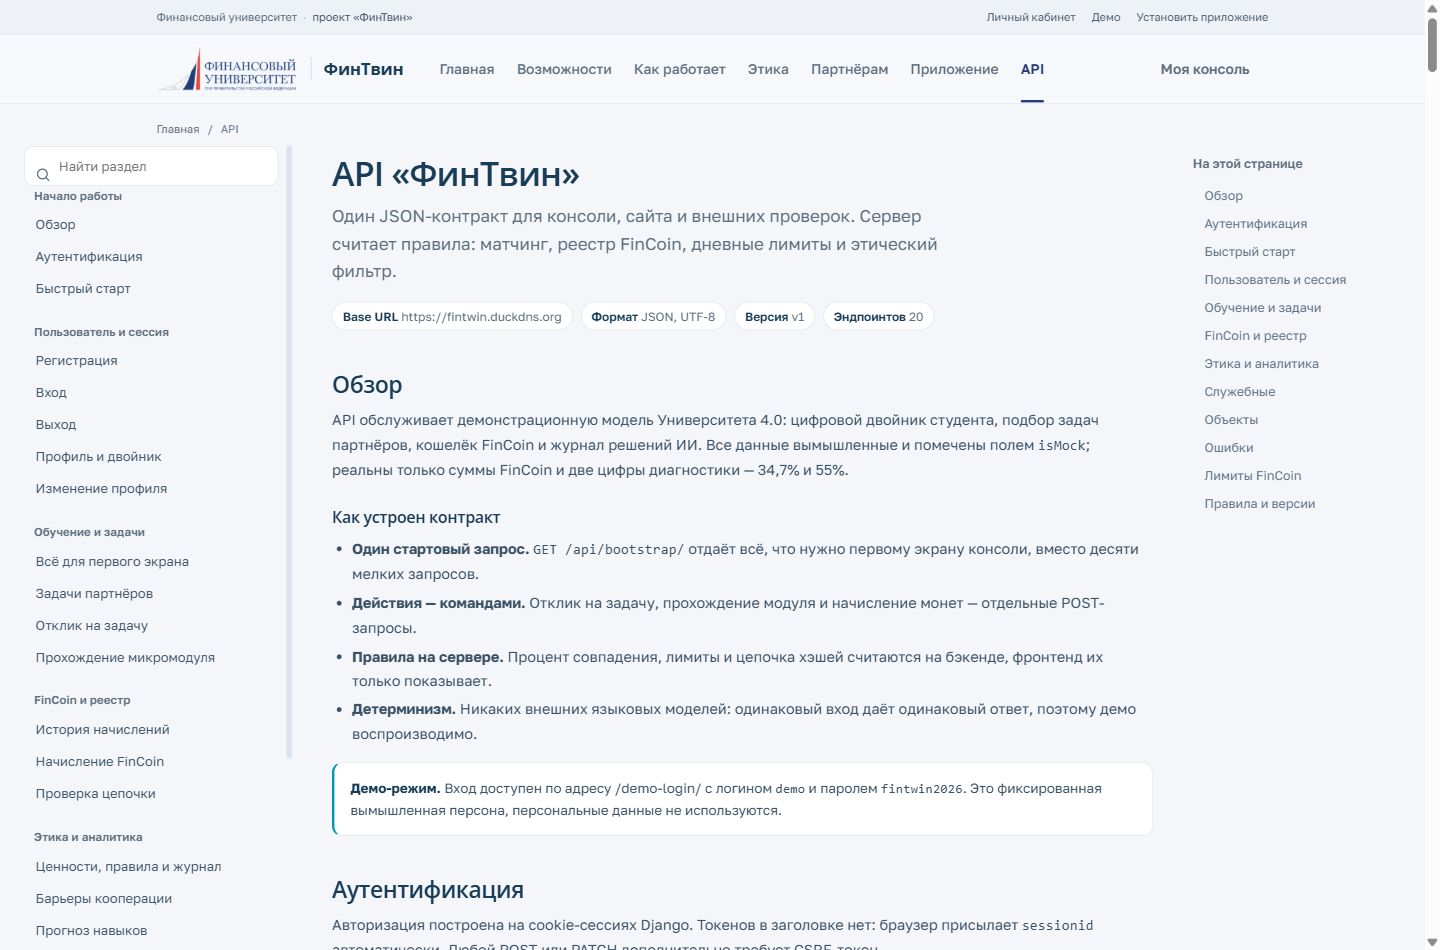 Финансовый университет · проект «ФинТвин»
Личный кабинет Демо Установить приложение
ФИНАНСОВЫЙ
УНИВЕРСИТЕТ
ПРИ ПРАВИТЕЛЬСТВЕ РОССИЙСКОЙ ФЕДЕРАЦИИ
ФинТвин Главная Возможности Как работает Этика Партнёрам Приложение API Моя консоль
Главная / API
Найти раздел
Начало работы
Обзор
Аутентификация
Быстрый старт
Пользователь и сессия
Регистрация
Вход
Выход
Профиль и двойник
Изменение профиля
Обучение и задачи
Всё для первого экрана
Задачи партнёров
Отклик на задачу
Прохождение микромодуля
FinCoin и реестр
История начислений
Начисление FinCoin
Проверка цепочки
Этика и аналитика
Ценности, правила и журнал
Барьеры кооперации
Прогноз навыков
API «ФинТвин»
Один JSON-контракт для консоли, сайта и внешних проверок. Сервер
считает правила: матчинг, реестр FinCoin, дневные лимиты и этический
фильтр.
Base URL https://fintwin.duckdns.org Формат JSON, UTF-8 Версия v1 Эндпоинтов 20
Обзор
API обслуживает демонстрационную модель Университета 4.0: цифровой двойник студента, подбор задач
партнёров, кошелёк FinCoin и журнал решений ИИ. Все данные вымышленные и помечены полем isMock;
реальны только суммы FinCoin и две цифры диагностики — 34,7% и 55%.
Как устроен контракт
• Один стартовый запрос. GET /api/bootstrap/ отдаёт всё, что нужно первому экрану консоли, вместо десяти
мелких запросов.
• Действия — командами. Отклик на задачу, прохождение модуля и начисление монет — отдельные POST-
запросы.
• Правила на сервере. Процент совпадения, лимиты и цепочка хэшей считаются на бэкенде, фронтенд их
только показывает.
• Детерминизм. Никаких внешних языковых моделей: одинаковый вход даёт одинаковый ответ, поэтому демо
воспроизводимо.
Демо-режим. Вход доступен по адресу /demo-login/ с логином demo и паролем fintwin2026. Это фиксированная
вымышленная персона, персональные данные не используются.
Аутентификация
Авторизация построена на cookie-сессиях Django. Токенов в заголовке нет: браузер присылает sessionid
автоматически. Любой POST или PATCH дополнительно требует CSRF-токен.
На этой странице
Обзор
Аутентификация
Быстрый старт
Пользователь и сессия
Обучение и задачи
FinCoin и реестр
Этика и аналитика
Служебные
Объекты
Ошибки
Лимиты FinCoin
Правила и версии